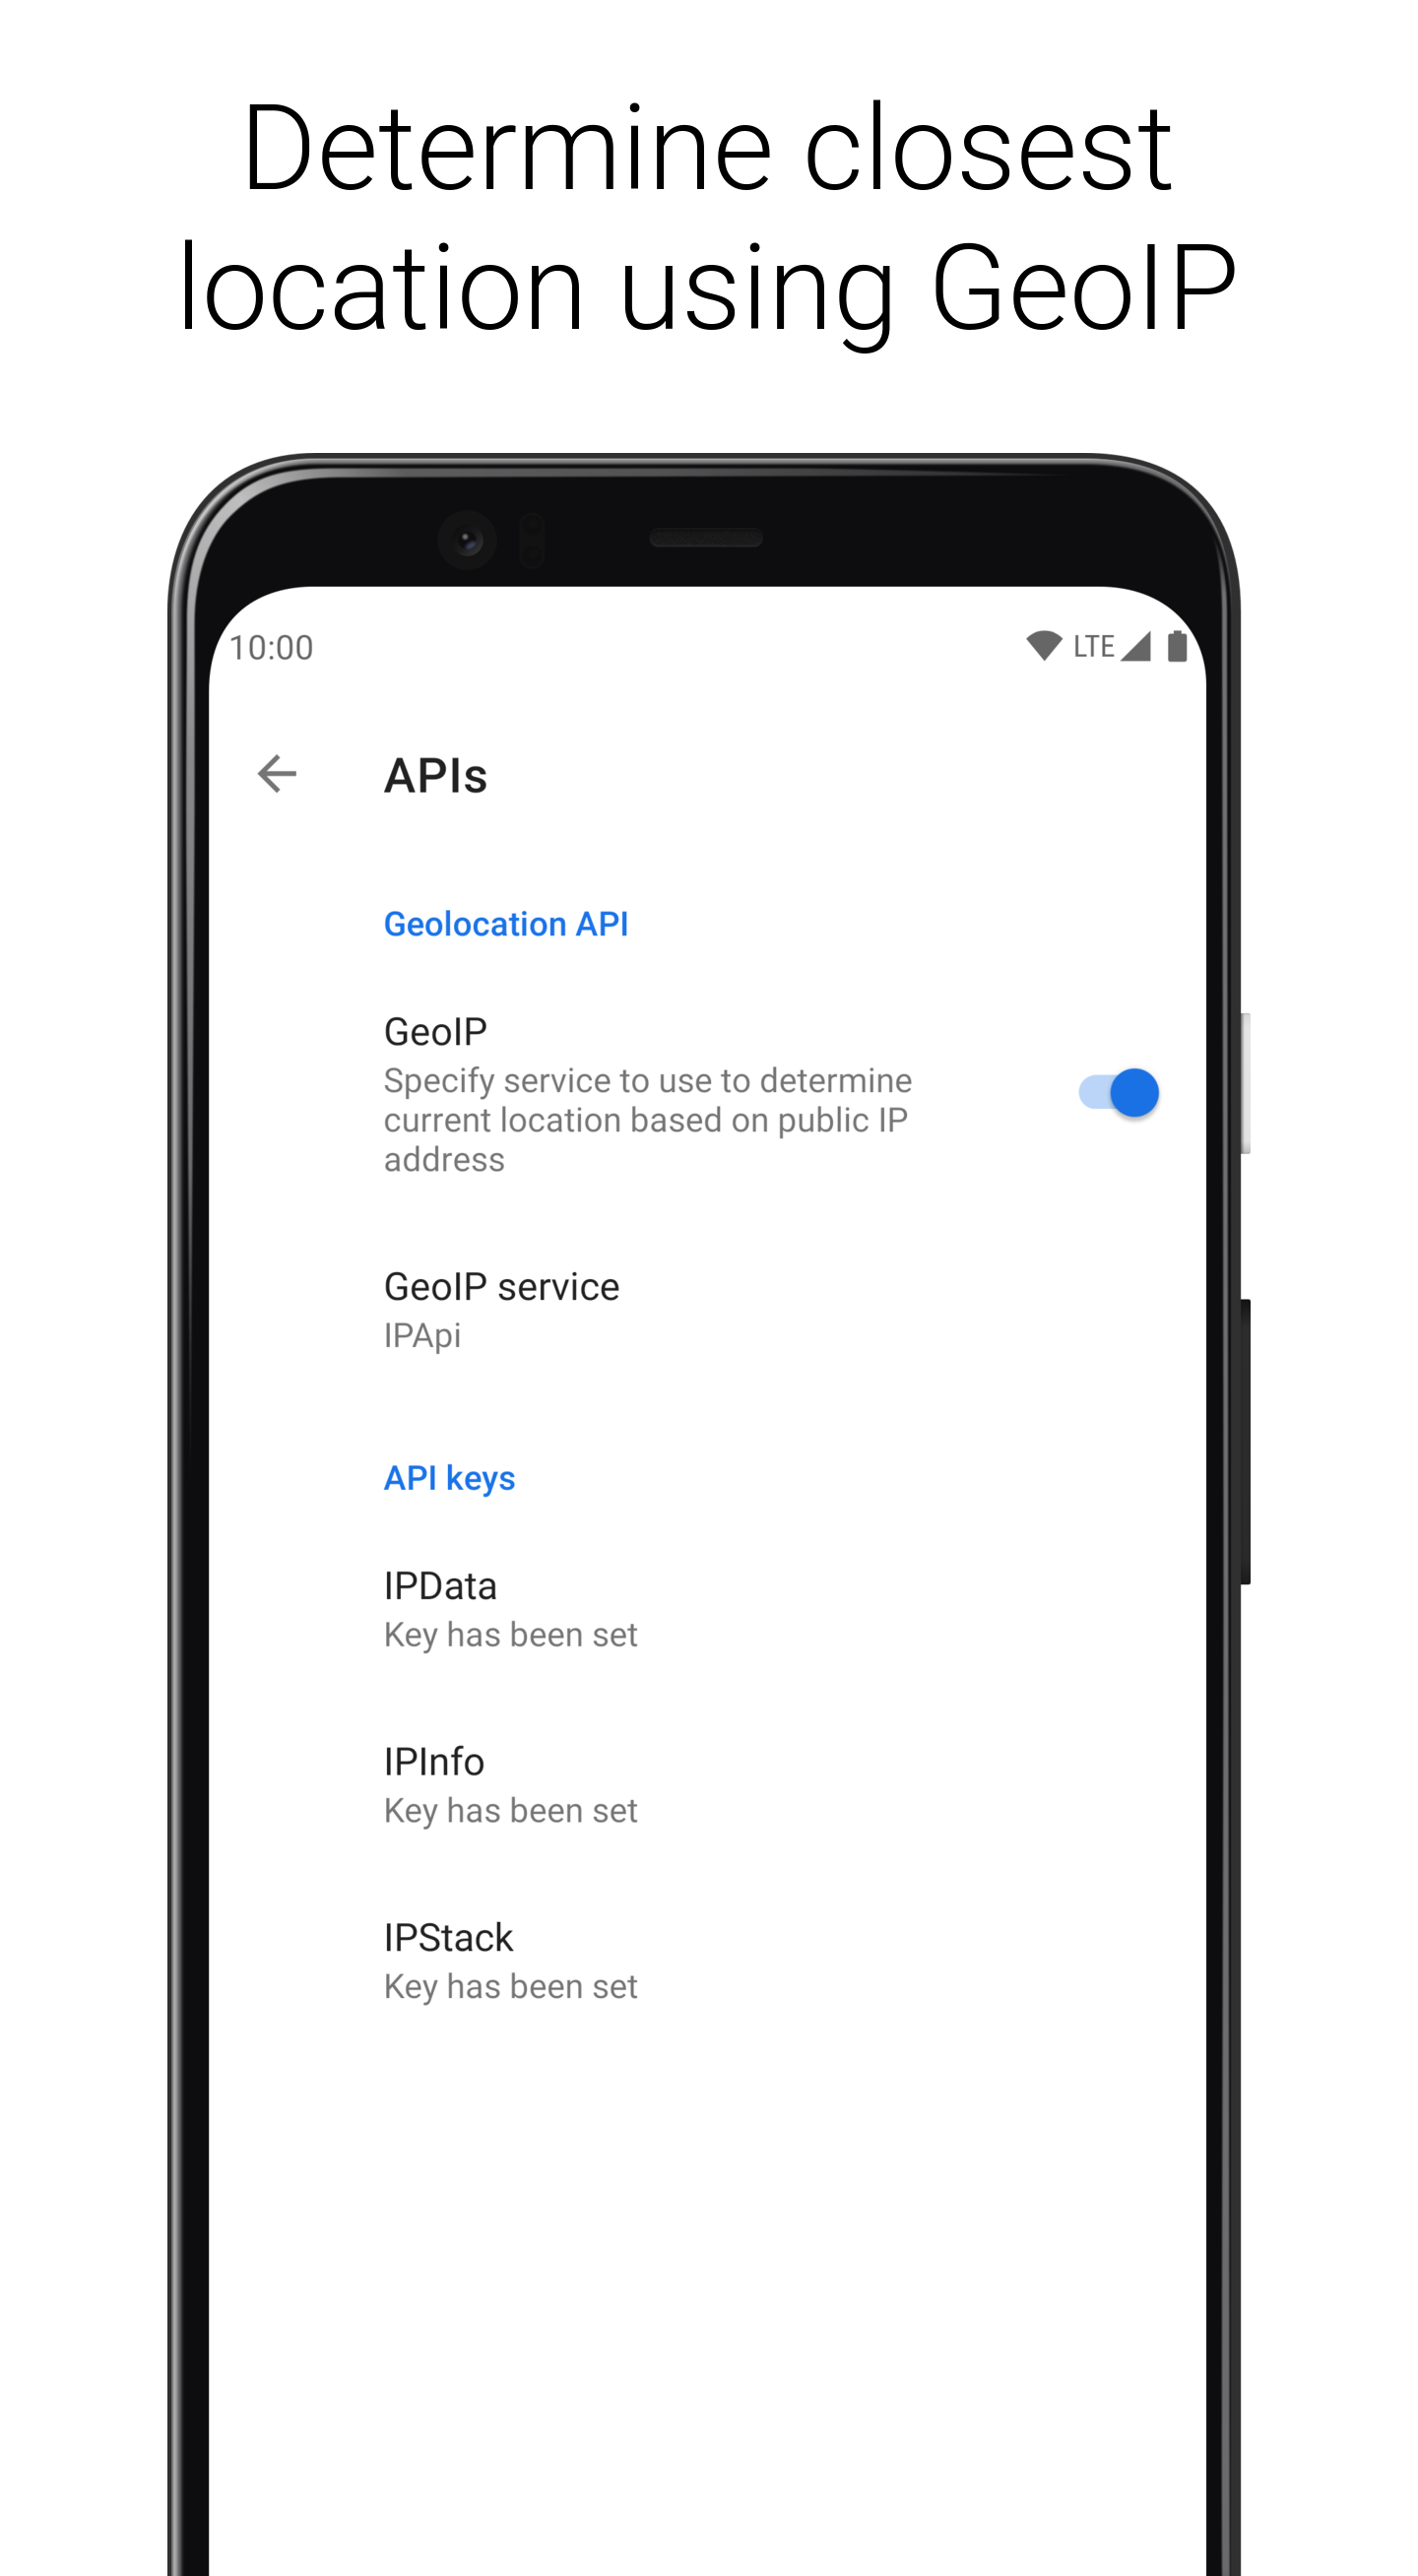 Determine closest
location using GeoIP
10:00
LTE
APIs
Geolocation API
GeoIP
Specify service to use to determine
current location based on public IP
address
GeoIP service
IPApi
API keys
IPData
Key has been set
IPInfo
Key has been set
IPStack
Key has been set